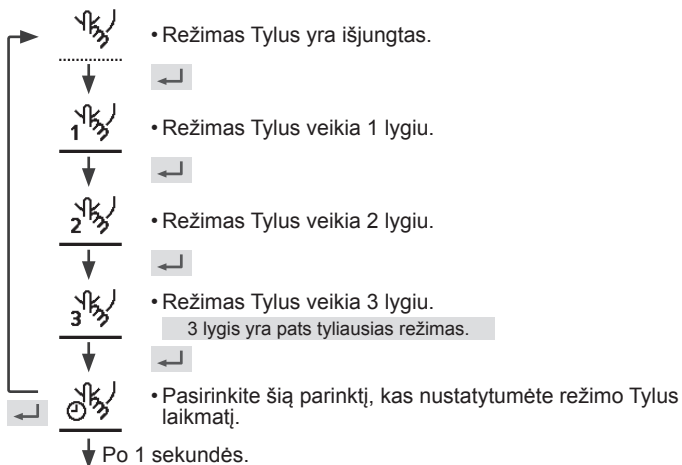 • Režimas Tylus yra išjungtas.
1
• Režimas Tylus veikia 1 lygiu.
2
• Režimas Tylus veikia 2 lygiu.
3
• Režimas Tylus veikia 3 lygiu.
3 lygis yra pats tyliausias režimas.
• Pasirinkite šią parinktį, kas nustatytumėte režimo Tylus
laikmatį.
Po 1 sekundės.